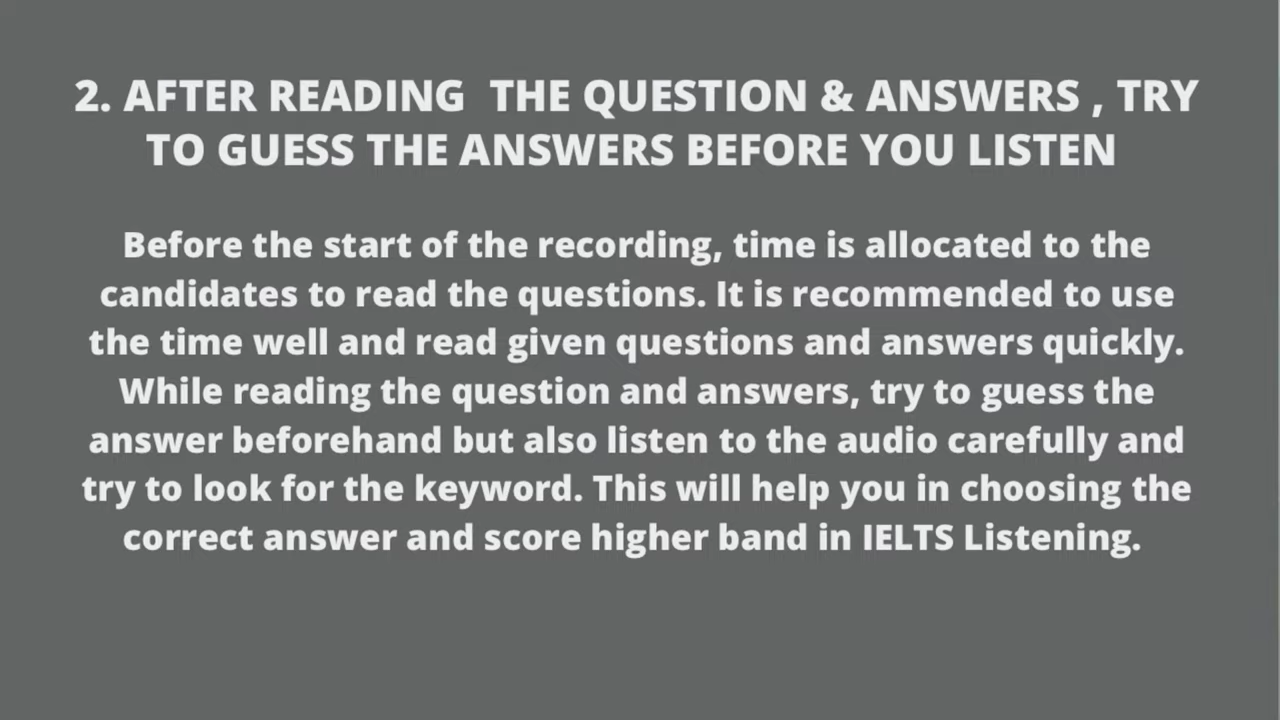 2. AFTER READING  THE QUESTION & ANSWERS , TRY
TO GUESS THE ANSWERS BEFORE YOU LISTEN
Before the start of the recording, time is allocated to the
candidates to read the questions. It is recommended to use
the time well and read given questions and answers quickly.
While reading the question and answers, try to guess the
answer beforehand but also listen to the audio carefully and
try to look for the keyword. This will help you in choosing the
correct answer and score higher band in IELTS Listening.